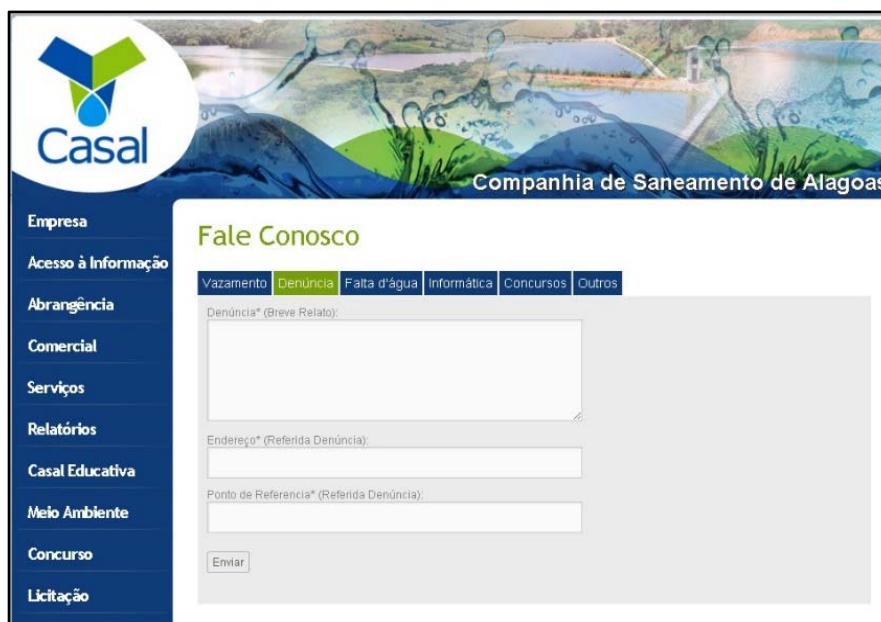 Casal
Companhia de Saneamento de Alagoas
Empresa
Acesso à Informação
Abrangência
Comercial
Serviços
Relatórios
Casal Educativa
Meio Ambiente
Concurso
Licitação
Fale Conosco
Vazamento Denúncia Falta d'água Informática Concursos Outros
Denúncia* (Breve Relato):
Endereço* (Referida Denúncia):
Ponto de Referencia* (Referida Denúncia):
Enviar